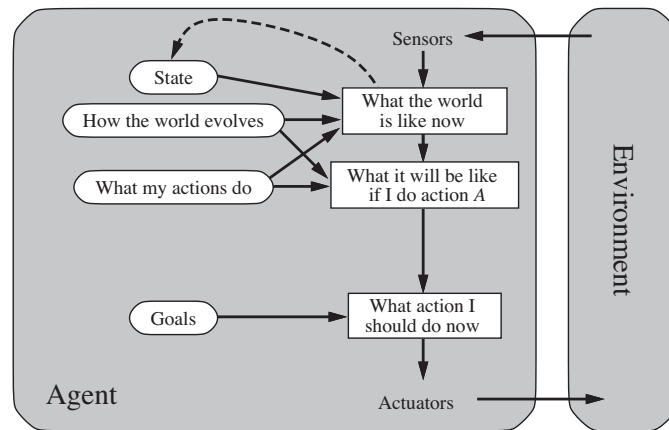 Sensors
State
What the world
is like now
How the world evolves
What it will be like
if I do action A
What my actions do
Environment
What action I
should do now
Goals
Agent
Actuators